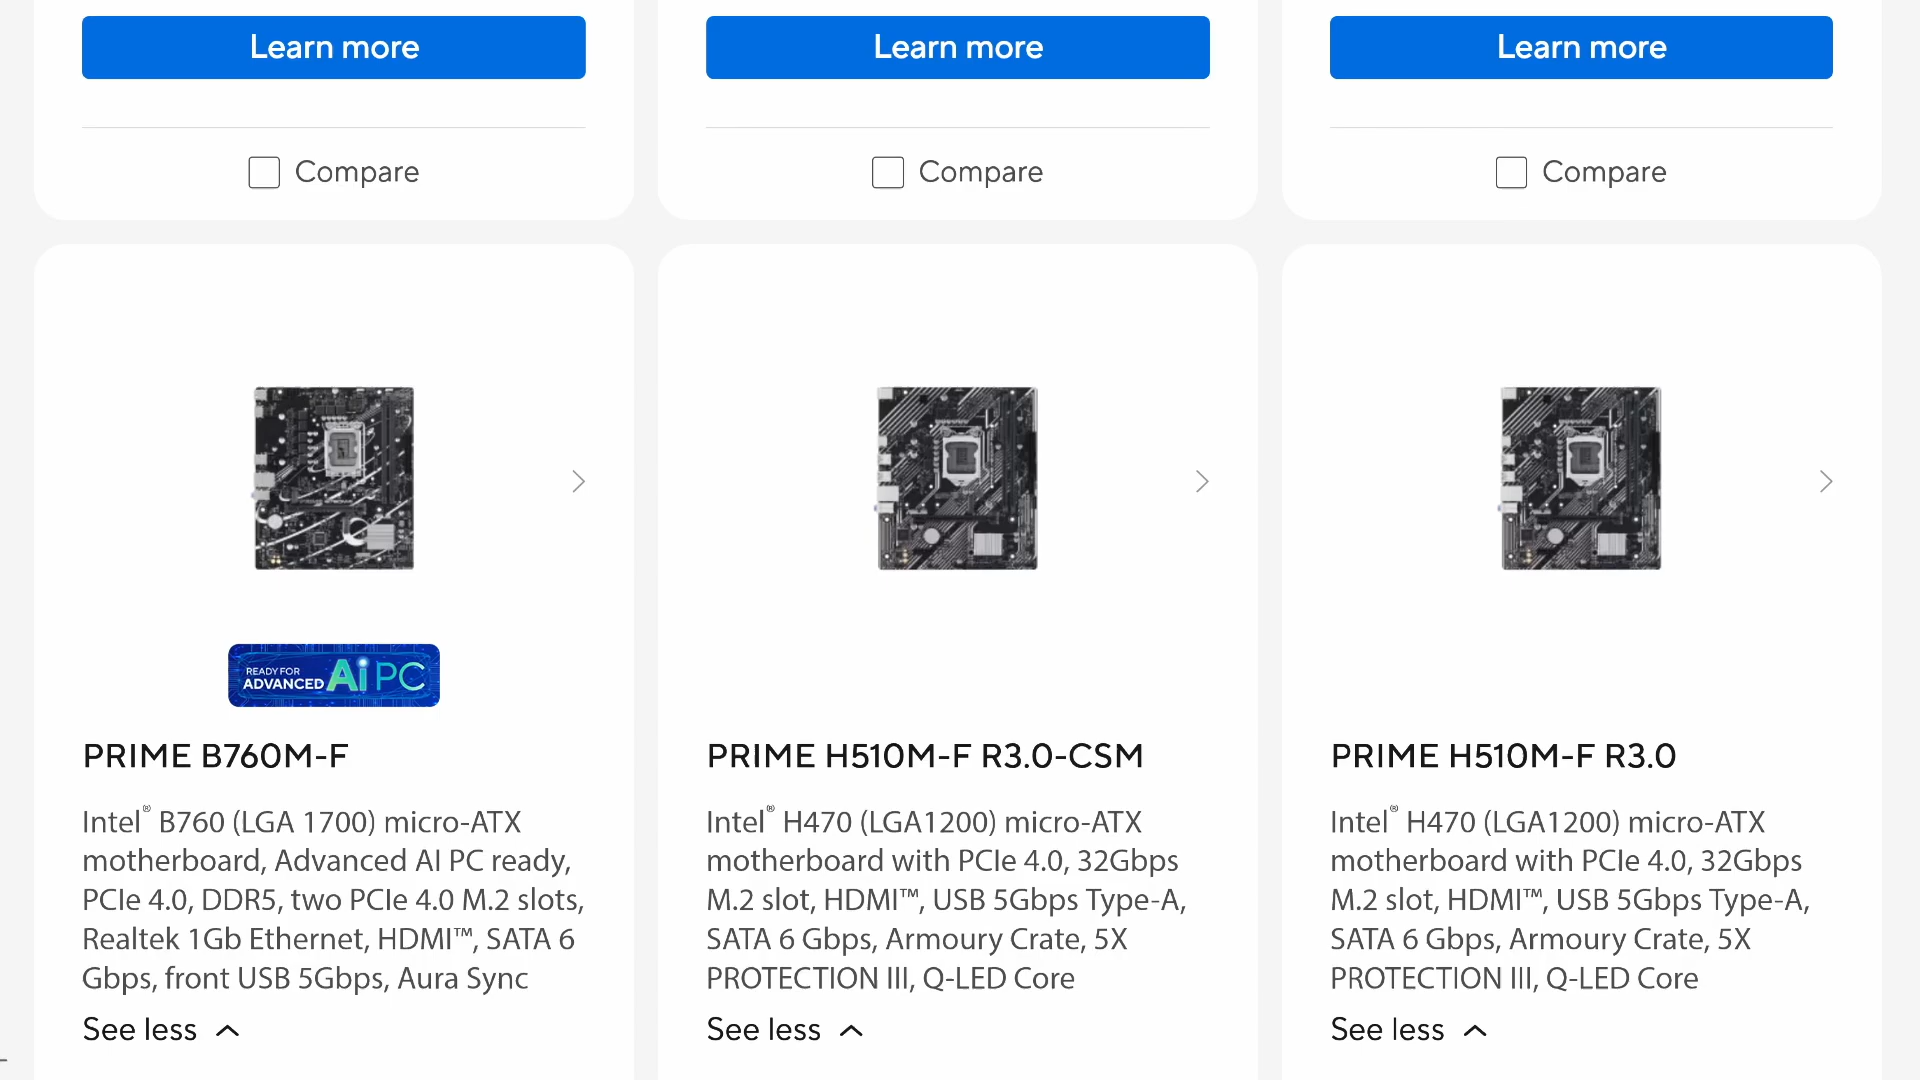 Learn more
Learn more
Learn more
Compare
Compare
Compare
READY FOR
ADVANCED Ai PC
PRIME B760M-F
Intel® B760 (LGA 1700) micro-ATX
motherboard, Advanced AI PC ready,
PCIe 4.0, DDR5, two PCIe 4.0 M.2 slots,
Realtek 1Gb Ethernet, HDMI™, SATA 6
Gbps, front USB 5Gbps, Aura Sync
See less
PRIME H510M-F R3.0-CSM
Intel® H470 (LGA1200) micro-ATX
motherboard with PCIe 4.0, 32Gbps
M.2 slot, HDMI™, USB 5Gbps Type-A,
SATA 6 Gbps, Armoury Crate, 5X
PROTECTION III, Q-LED Core
See less
PRIME H510M-F R3.0
Intel® H470 (LGA1200) micro-ATX
motherboard with PCIe 4.0, 32Gbps
M.2 slot, HDMI™, USB 5Gbps Type-A,
SATA 6 Gbps, Armoury Crate, 5X
PROTECTION III, Q-LED Core
See less